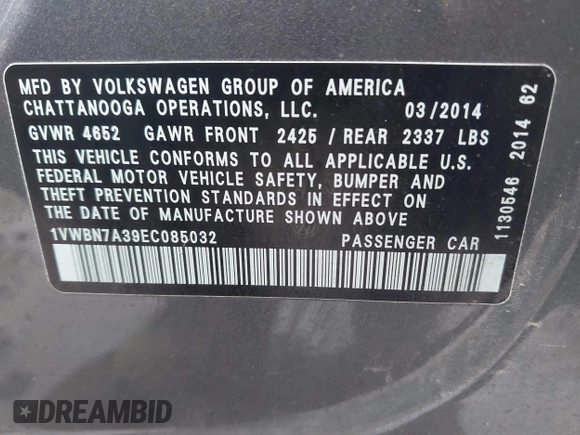 MFD BY VOLKSWAGEN GROUP OF AMERICA
CHATTANOOGA OPERATIONS, LLC. 03/2014
GVWR 4652 GAWR FRONT 2425 / REAR 2337 LBS
THIS VEHICLE CONFORMS TO ALL APPLICABLE U.S.
FEDERAL MOTOR VEHICLE SAFETY, BUMPER AND
THEFT PREVENTION STANDARDS IN EFFECT ON
THE DATE OF MANUFACTURE SHOWN ABOVE
1VWBN7A39EC085032 PASSENGER CAR
1130546 2014 62
DREAMBID